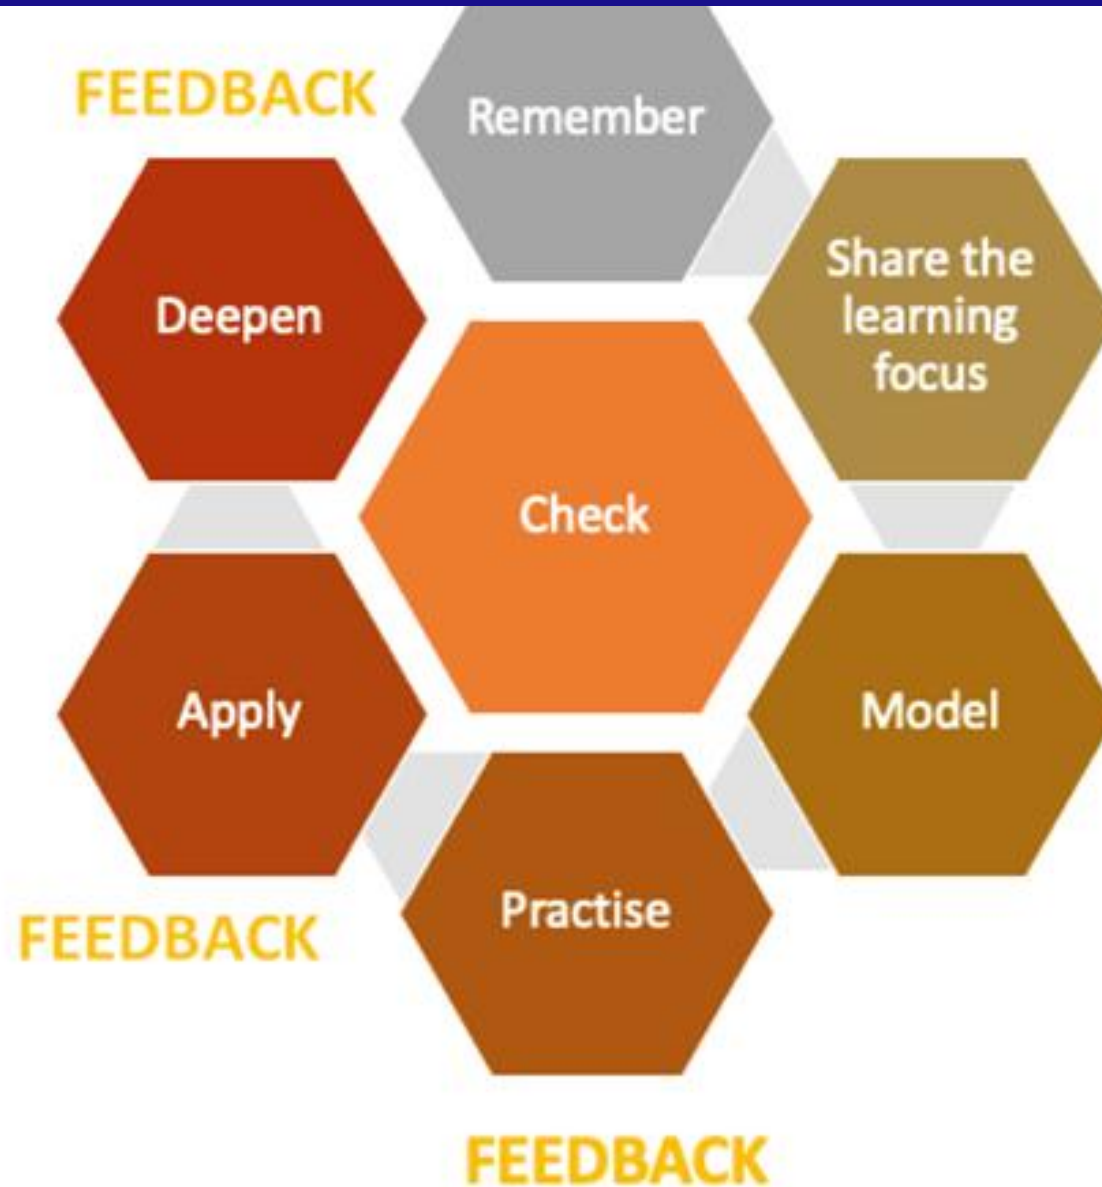 FEEDBACK
Remember
Share the
learning
focus
Deepen
Check
Apply
Model
Practise
FEEDBACK
FEEDBACK